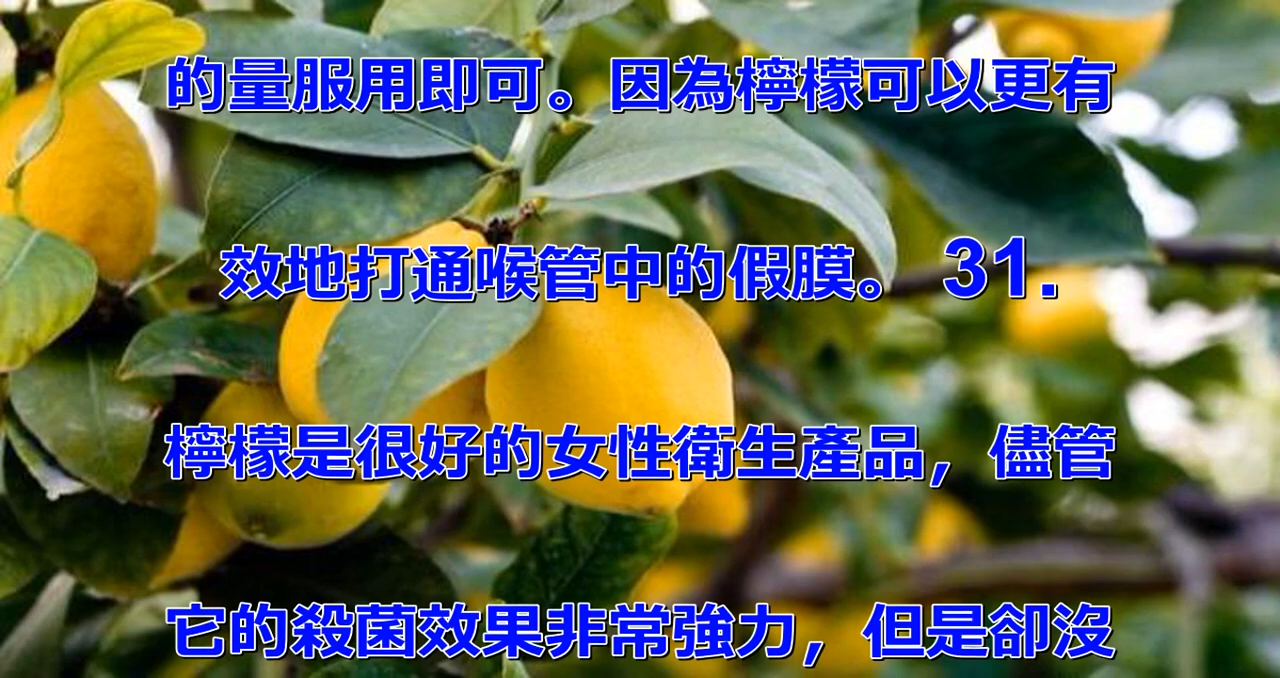 的量服用即可。因為檸檬可以更有
效地打通喉管中的假膜。 31.
檸檬是很好的女性衛生產品，儘管
它的殺菌效果非常強力，但是卻沒